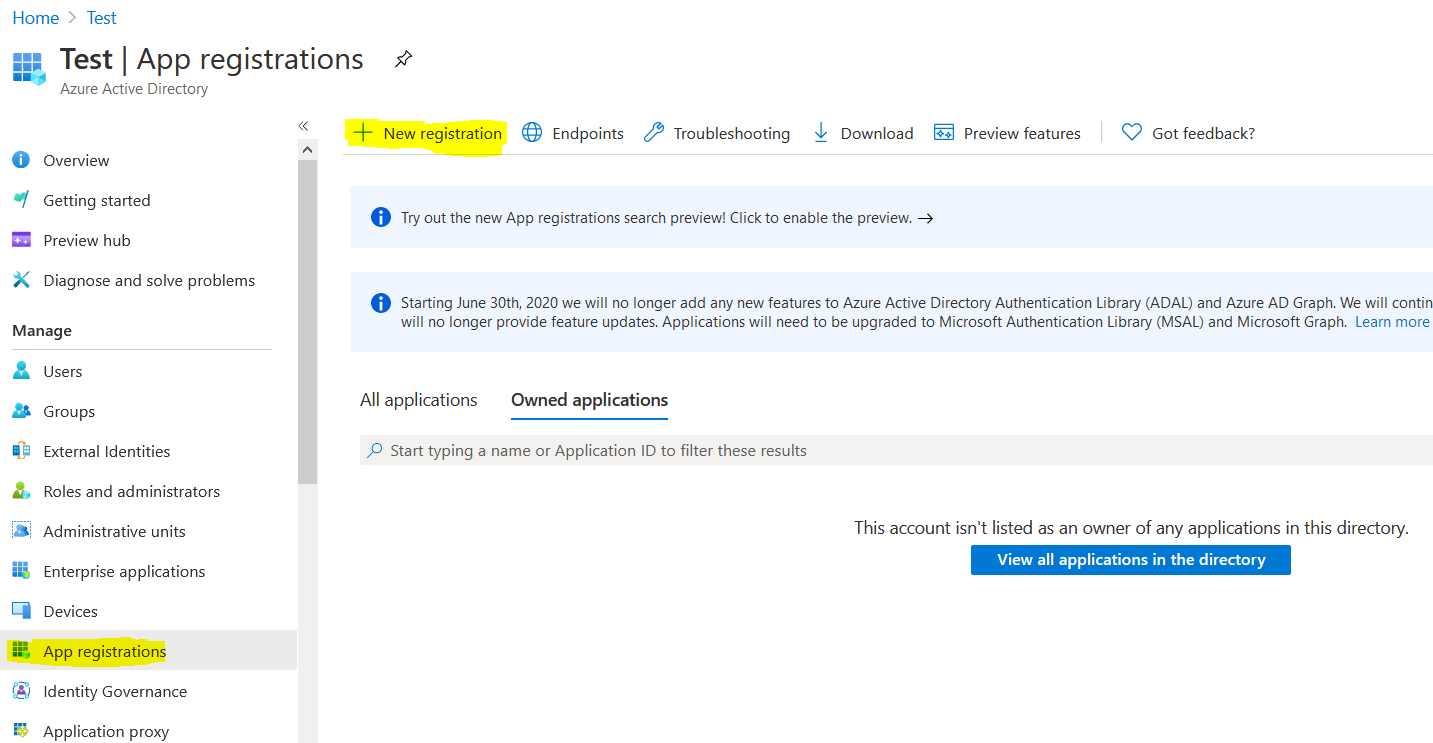 Home > Test
Test | App registrations
Azure Active Directory
Overview
Getting started
Preview hub
Diagnose and solve problems
Manage
Users
Groups
External Identities
Roles and administrators
Administrative units
Enterprise applications
Devices
App registrations
Identity Governance
Application proxy
New registration Endpoints Troubleshooting Download Preview features Got feedback?
Try out the new App registrations search preview! Click to enable the preview. →
Starting June 30th, 2020 we will no longer add any new features to Azure Active Directory Authentication Library (ADAL) and Azure AD Graph. We will contin
will no longer provide feature updates. Applications will need to be upgraded to Microsoft Authentication Library (MSAL) and Microsoft Graph. Learn more
All applications Owned applications
Start typing a name or Application ID to filter these results
This account isn't listed as an owner of any applications in this directory.
View all applications in the directory